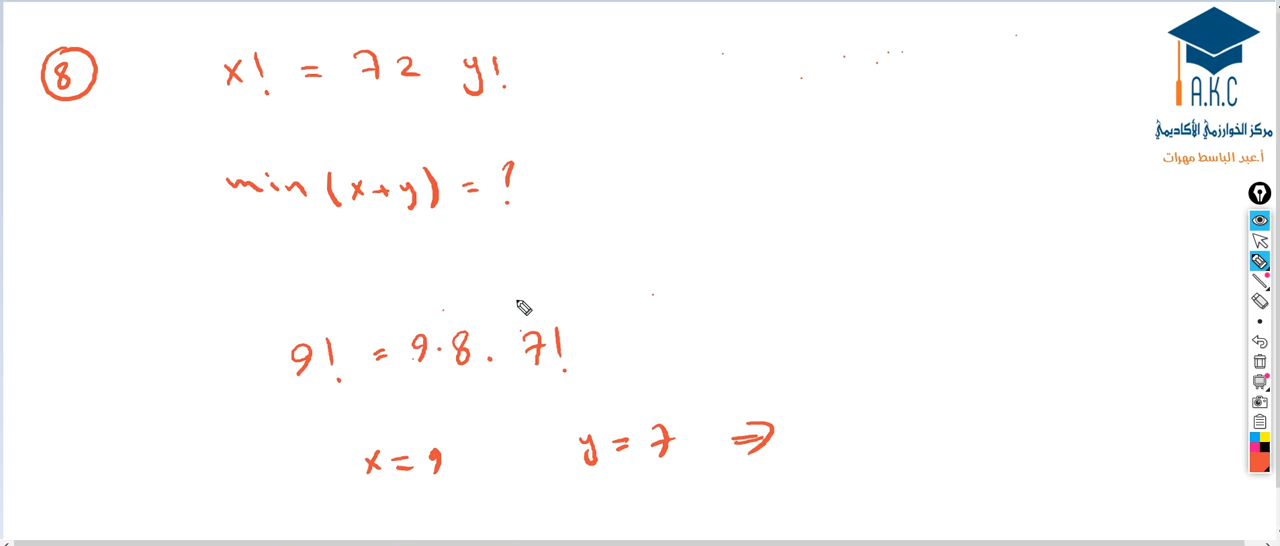 8 x! = 72 y!
A.K.C
مركز الخوارزمي الأكاديمي
أ.عبد الباسط مهرات
min (x+y) = ?
9! = 9.8. 7!
x = 9 y = 7 ⇒